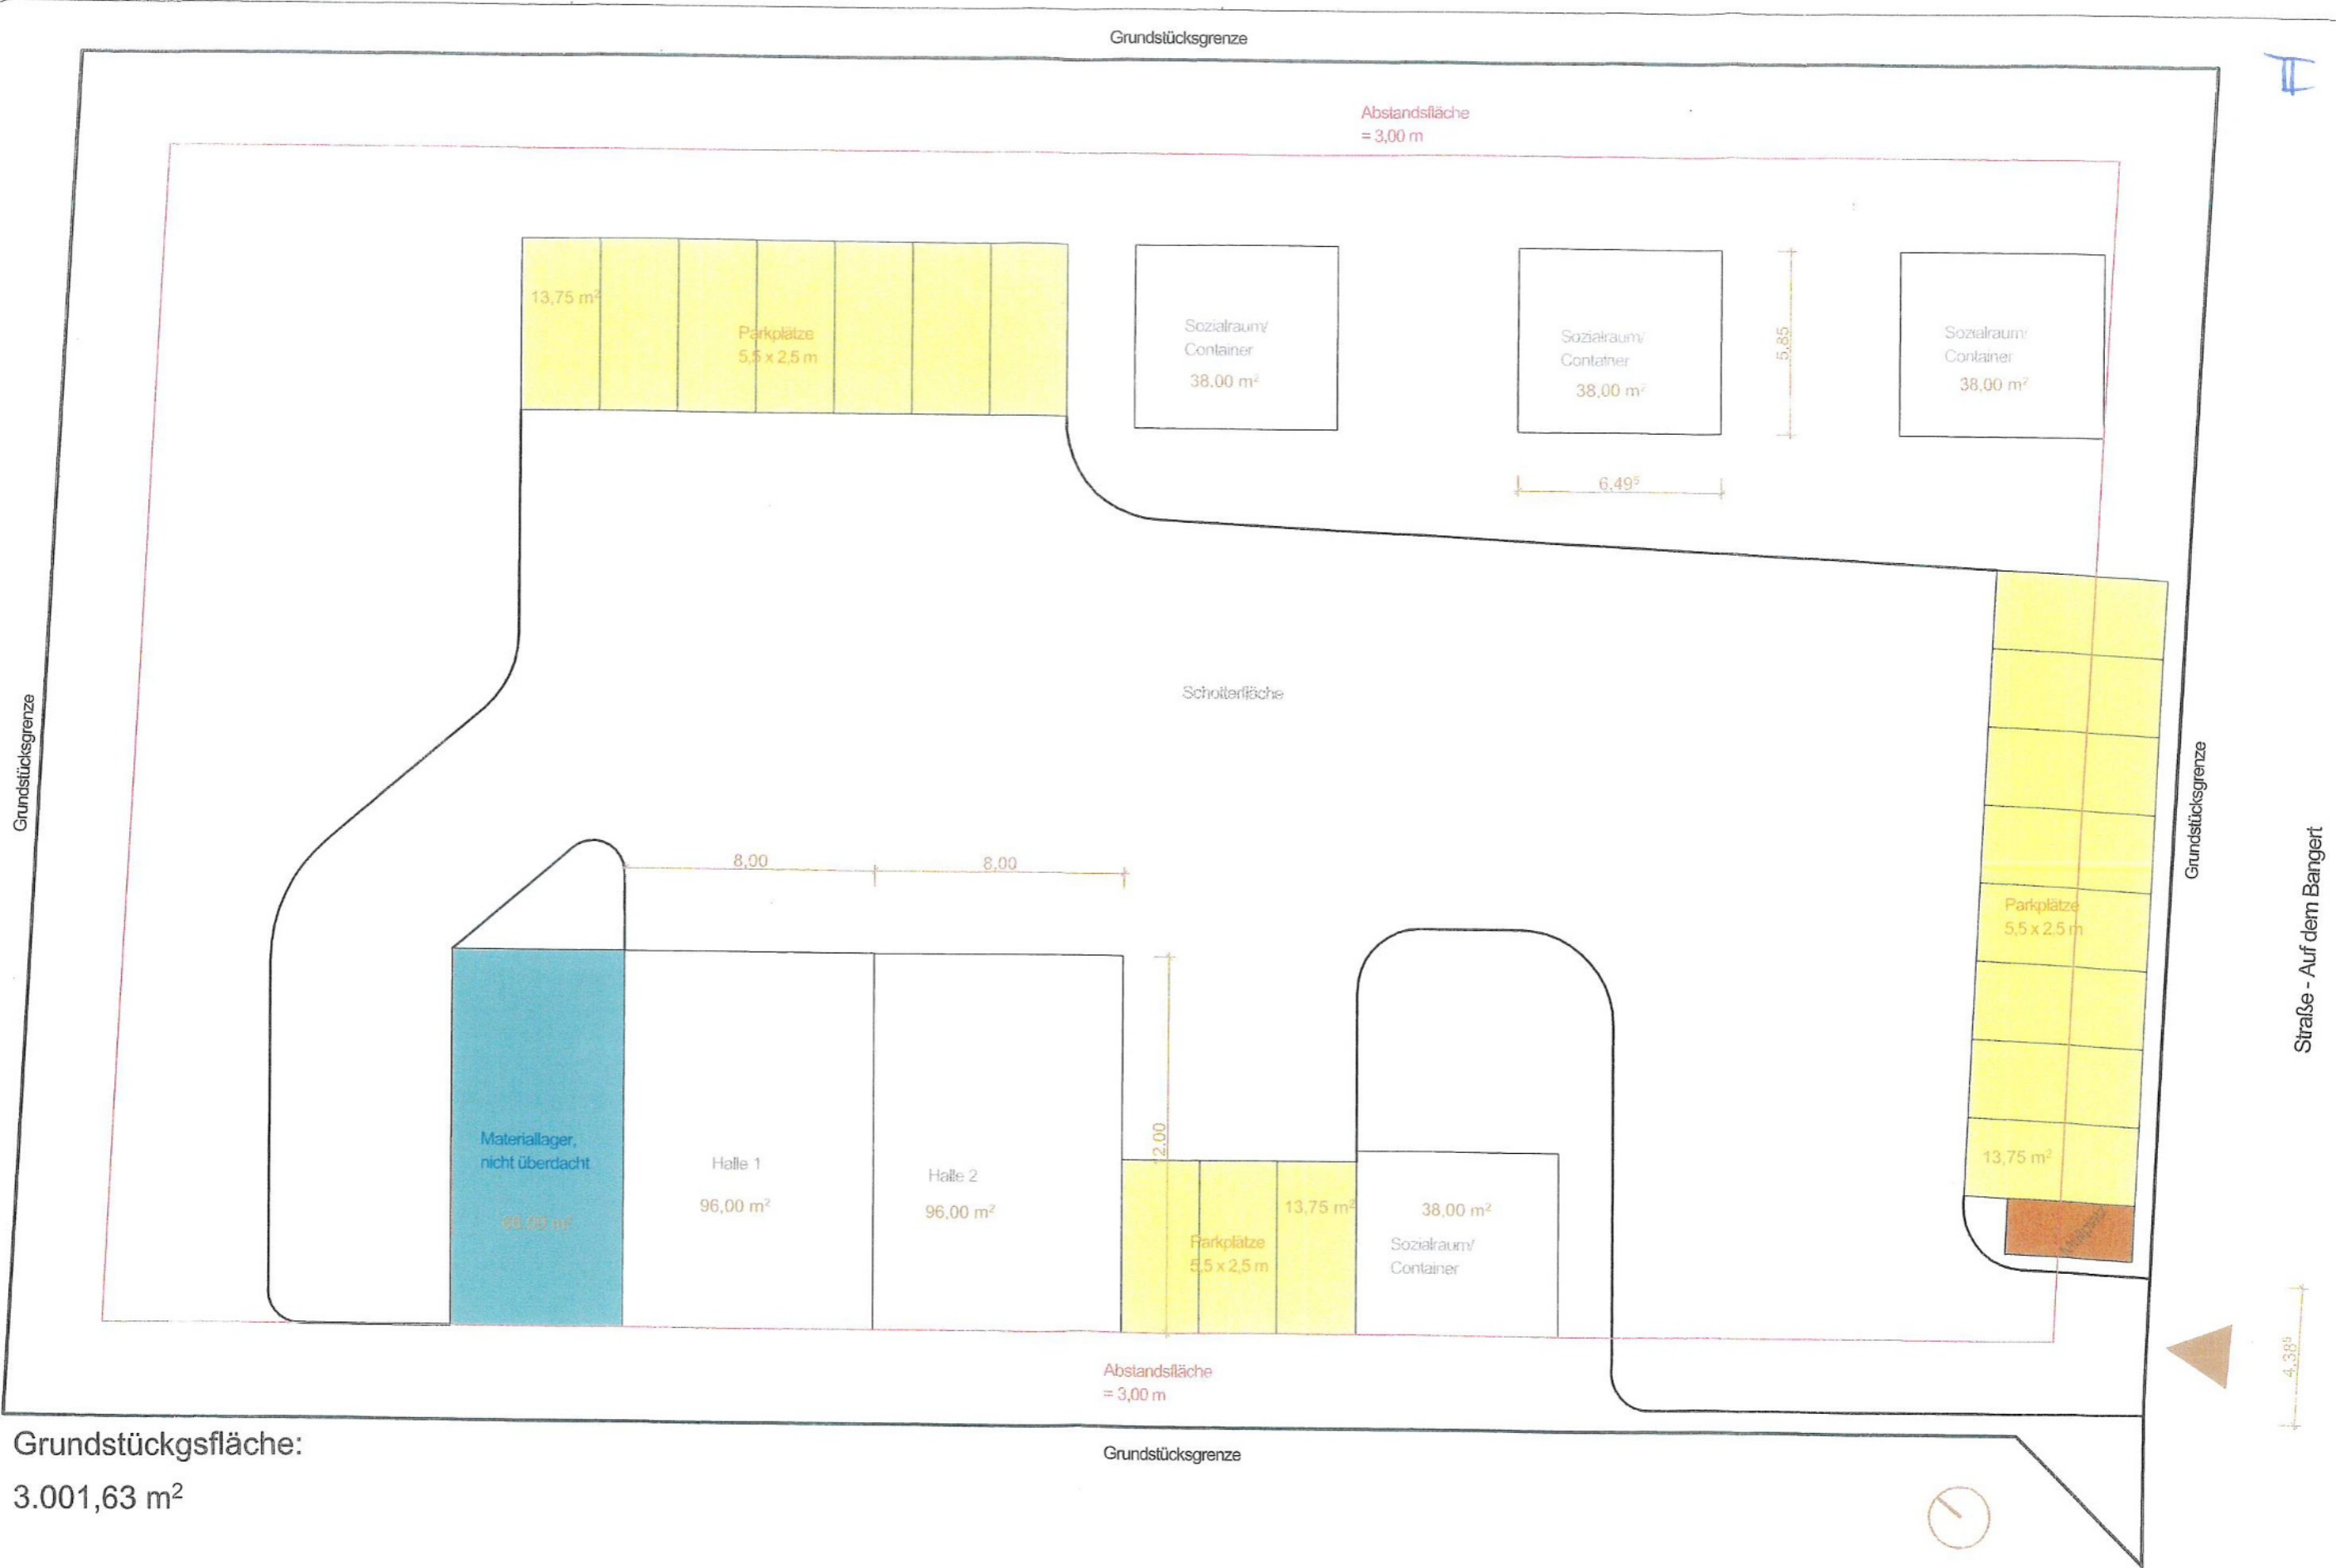 Grundstücksgrenze
II
Abstandsfläche
= 3,00 m
13,75 m²
Parkplätze
5,5 x 2,5 m
Sozialraum/
Container
38.00 m²
Sozialraum/
Container
38,00 m²
5,85
Sozialraum/
Container
38,00 m²
6,49⁵
Schotterfläche
Grundstücksgrenze
Grundstücksgrenze
Straße - Auf dem Bangert
8,00
8,00
Parkplätze
5,5 x 2,5 m
13,75 m²
Materiallager,
nicht überdacht
Halle 1
96,00 m²
Halle 2
96,00 m²
2.00
13,75 m²
Parkplätze
5,5 x 2,5 m
38,00 m²
Sozialraum/
Container
4,38⁵
Abstandsfläche
= 3,00 m
Grundstückgsfläche:
3.001,63 m²
Grundstücksgrenze